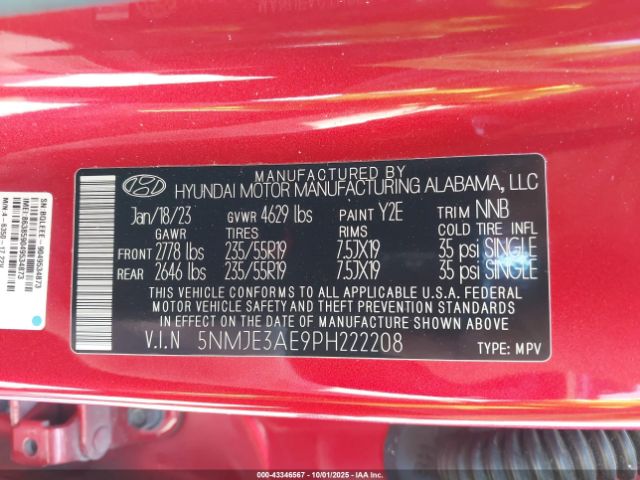 MANUFACTURED BY
HYUNDAI MOTOR MANUFACTURING ALABAMA, LLC
Jan/18/23 GVWR 4629 lbs PAINT Y2E TRIM NNB
GAWR TIRES RIMS COLD TIRE INFL
FRONT 2778 lbs 235/55R19 7.5JX19 35 psi SINGLE
REAR 2646 lbs 235/55R19 7.5JX19 35 psi SINGLE
THIS VEHICLE CONFORMS TO ALL APPLICABLE U.S.A. FEDERAL
MOTOR VEHICLE SAFETY AND THEFT PREVENTION STANDARDS
IN EFFECT ON THE DATE OF MANUFACTURE SHOWN ABOVE.
V.I.N 5NMJE3AE9PH222208 TYPE: MPV
000-43346567 - 10/01/2025 - IAA Inc.